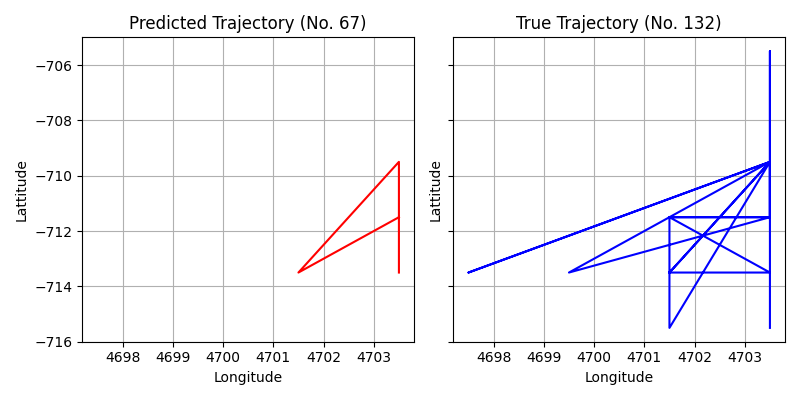 Predicted Trajectory (No. 67)
True Trajectory (No. 132)
Lattitude
−706
−708
−710
−712
−714
−716
4698 4699 4700 4701 4702 4703
Longitude
Lattitude
4698 4699 4700 4701 4702 4703
Longitude